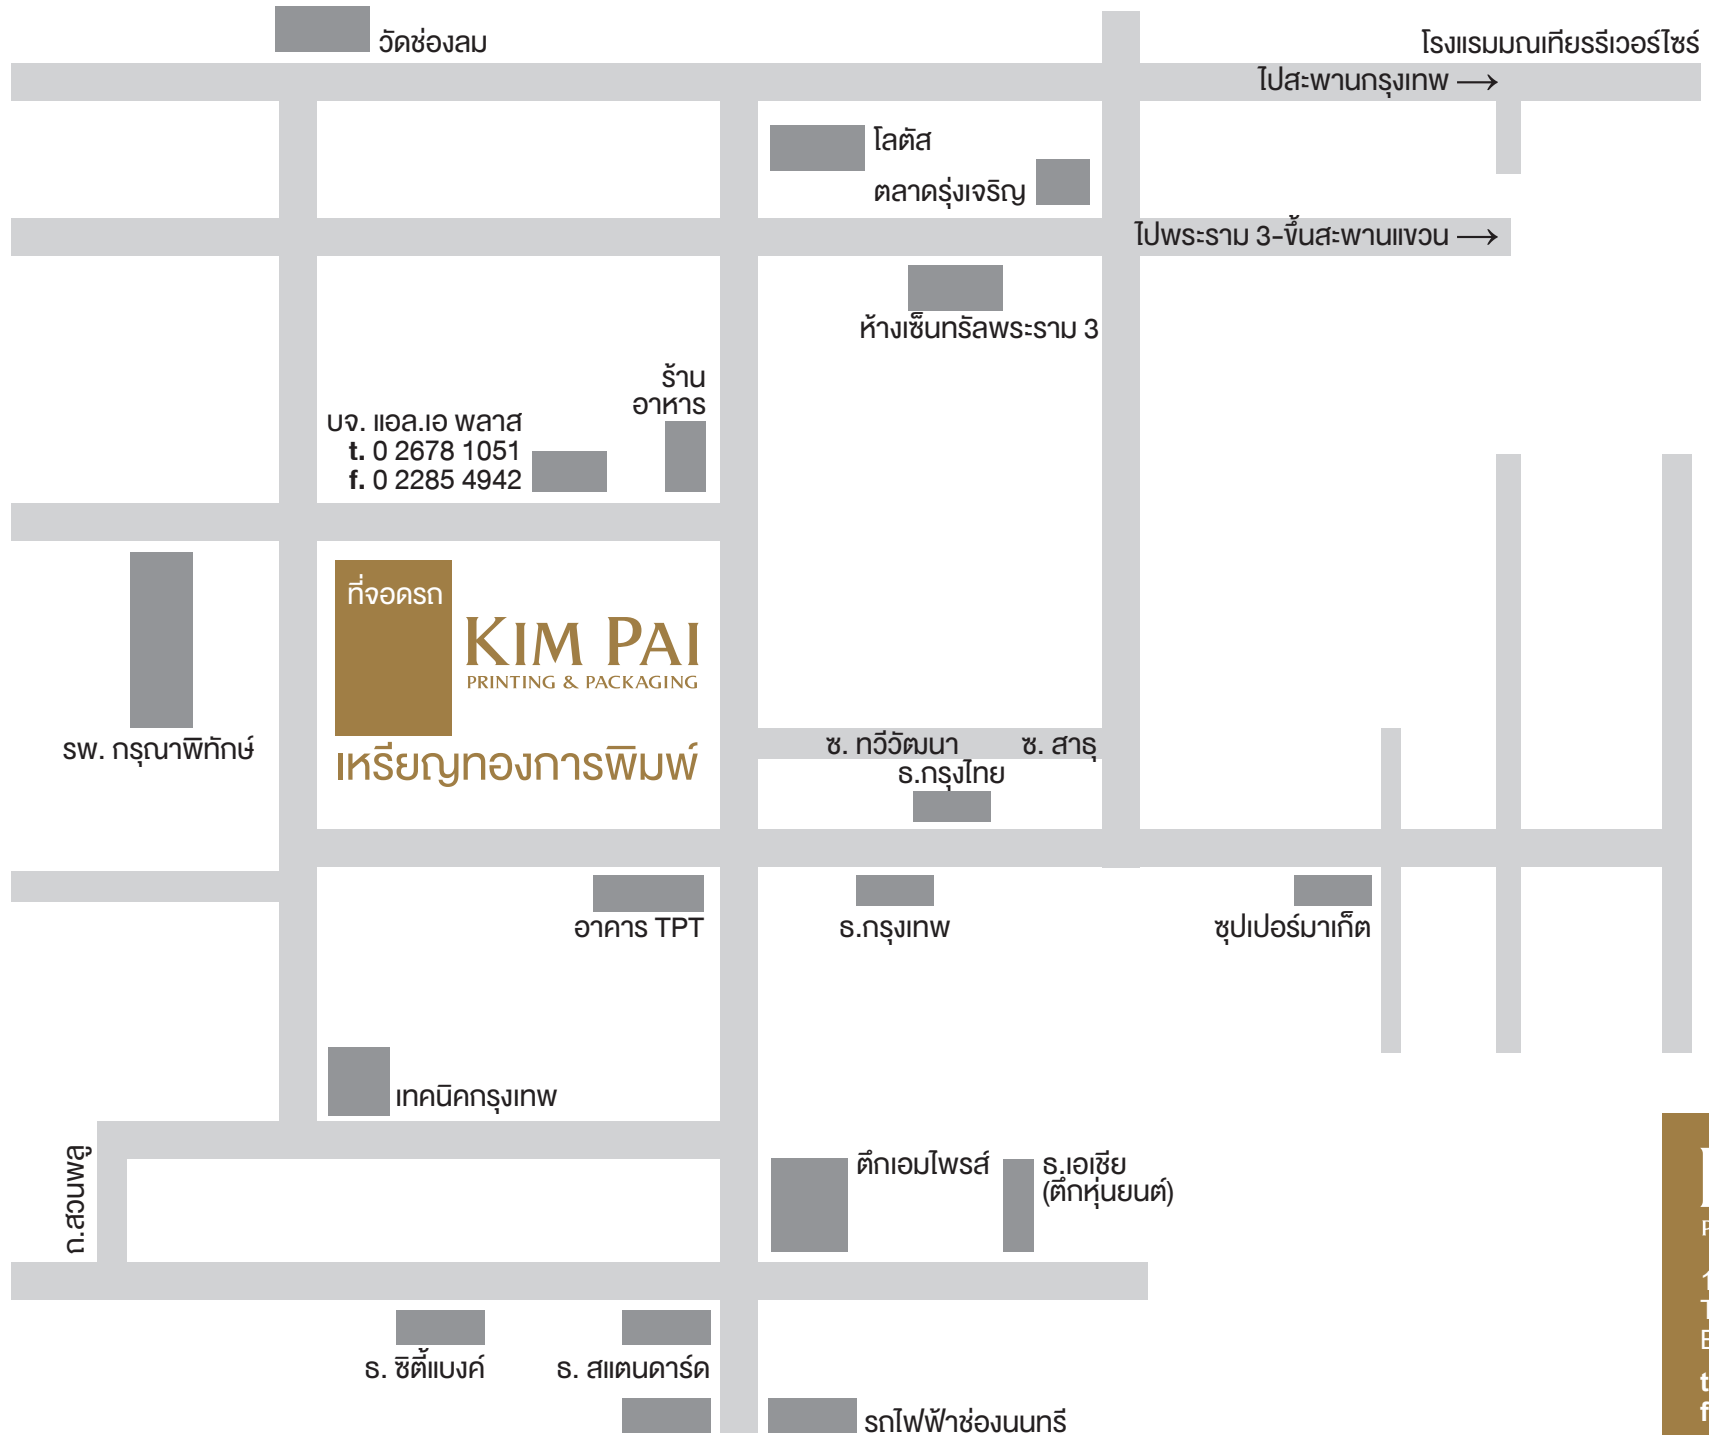 วัดช่องลม
โรงแรมมณเทียรรีเวอร์ไซร์
ไปสะพานกรุงเทพ →
โลตัส
ตลาดรุ่งเจริญ
ไปพระราม 3-ขึ้นสะพานแขวน →
ห้างเซ็นทรัลพระราม 3
ร้าน
อาหาร
บจ. แอล.เอ พลาส
t. 0 2678 1051
f. 0 2285 4942
ที่จอดรถ
KIM PAI
PRINTING & PACKAGING
เหรียญทองการพิมพ์
รพ. กรุณาพิทักษ์
ซ. ทวีวัฒนา
ซ. สาธุ
ธ.กรุงไทย
อาคาร TPT
ธ.กรุงเทพ
ซุปเปอร์มาเก็ต
เทคนิคกรุงเทพ
ถ.สวนพลู
ตึกเอมไพรส์
ธ.เอเชีย
(ตึกหุ่นยนต์)
ธ. ซิตี้แบงค์
ธ. สแตนดาร์ด
รถไฟฟ้าช่องนนทรี
t
f